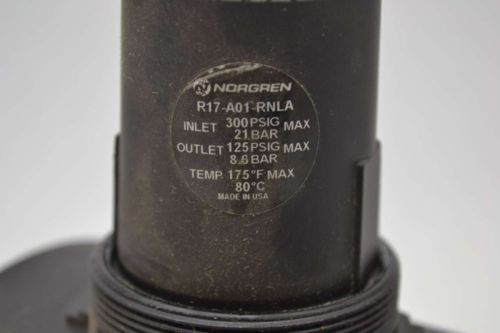 NORGREN
R17-A01-RNLA
INLET 300 PSIG MAX
21 BAR
OUTLET 125 PSIG MAX
8.6 BAR
TEMP. 175°F MAX
80°C
MADE IN USA